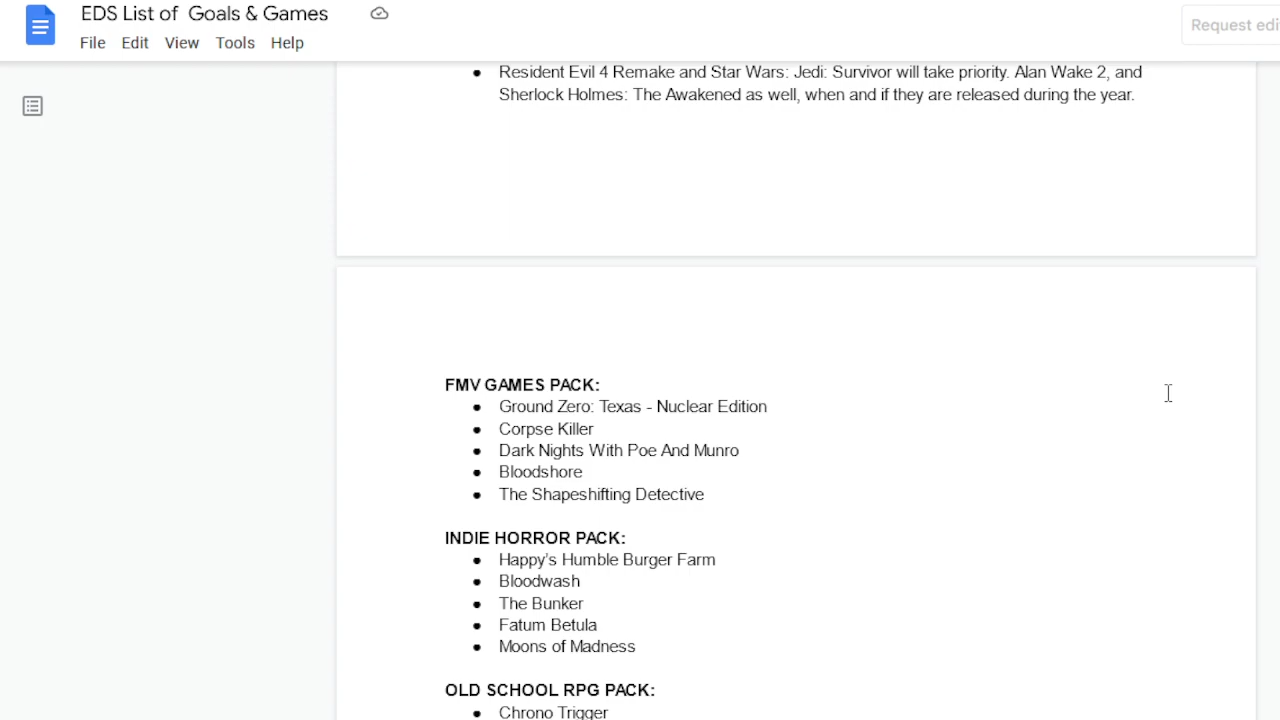 EDS List of  Goals & Games
Request edi
File Edit View Tools Help
● Resident Evil 4 Remake and Star Wars: Jedi: Survivor will take priority. Alan Wake 2, and
Sherlock Holmes: The Awakened as well, when and if they are released during the year.
FMV GAMES PACK:
● Ground Zero: Texas - Nuclear Edition
● Corpse Killer
● Dark Nights With Poe And Munro
● Bloodshore
● The Shapeshifting Detective
INDIE HORROR PACK:
● Happy's Humble Burger Farm
● Bloodwash
● The Bunker
● Fatum Betula
● Moons of Madness
OLD SCHOOL RPG PACK:
● Chrono Trigger